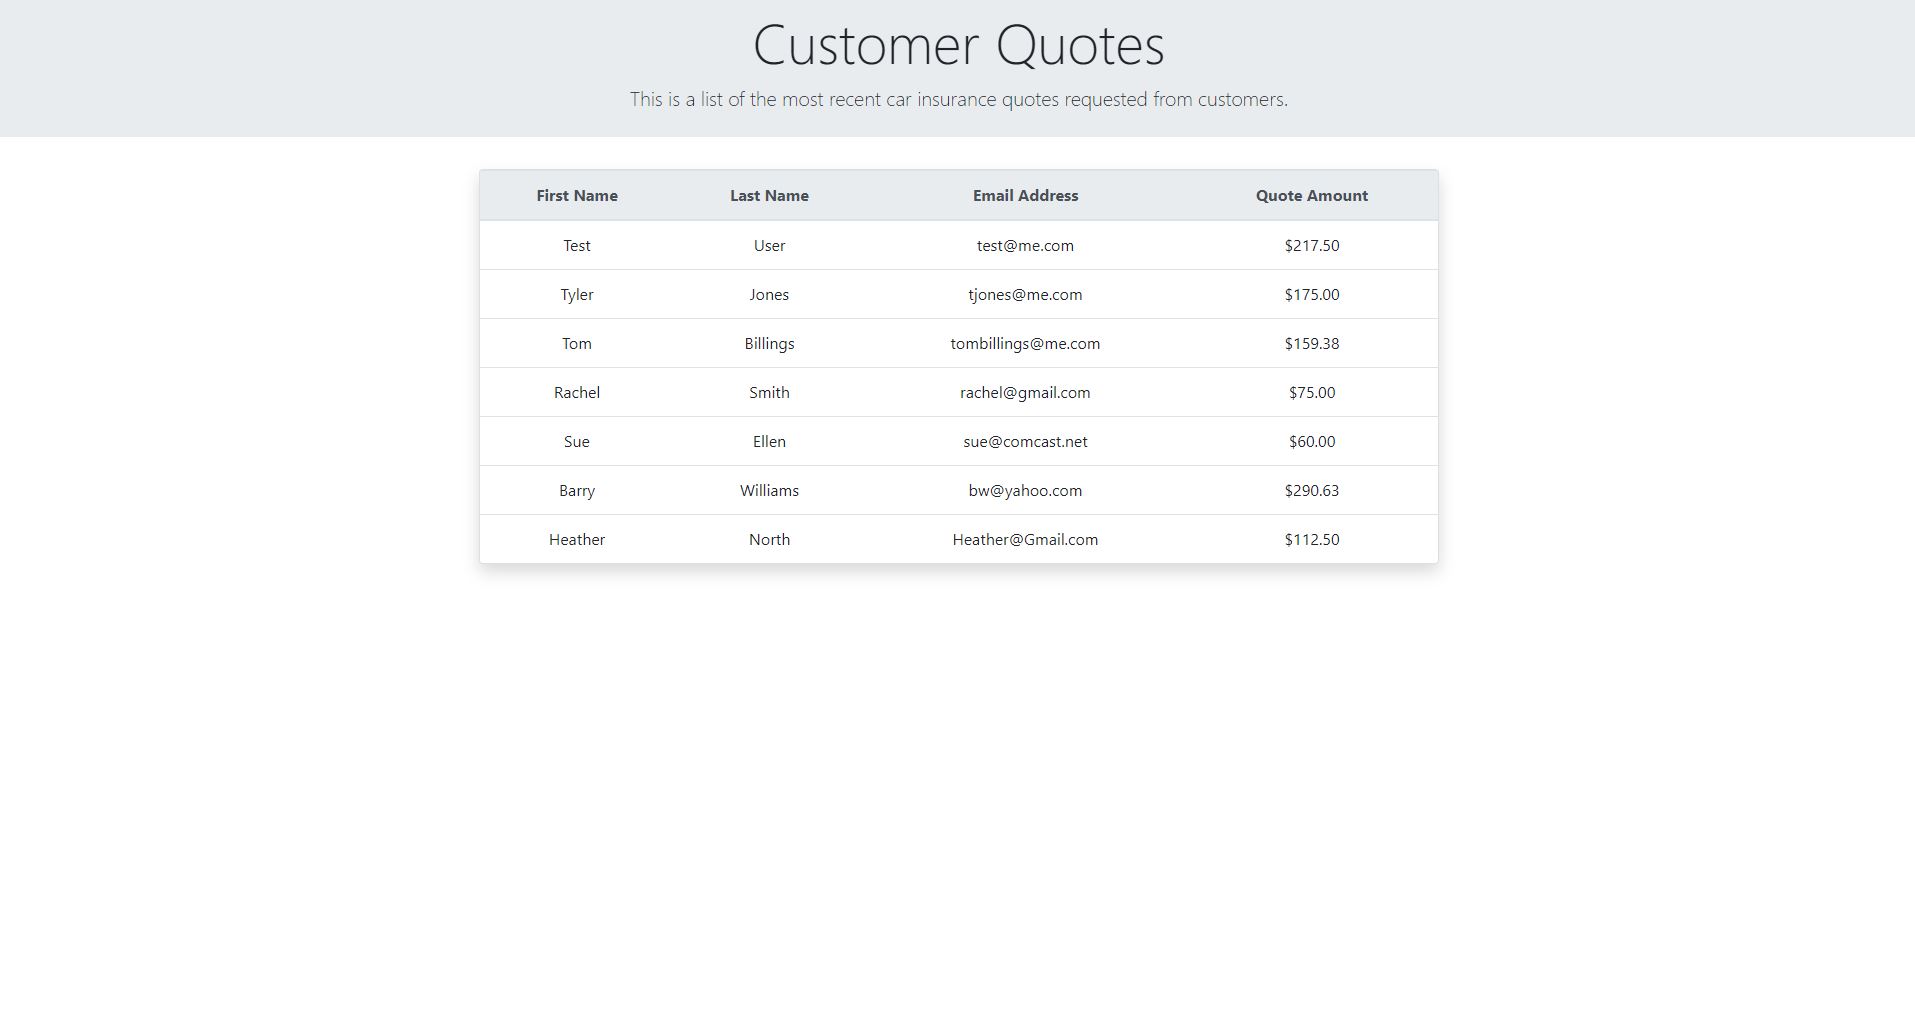 Customer Quotes
This is a list of the most recent car insurance quotes requested from customers.
First Name Last Name Email Address Quote Amount
Test User test@me.com $217.50
Tyler Jones tjones@me.com $175.00
Tom Billings tombillings@me.com $159.38
Rachel Smith rachel@gmail.com $75.00
Sue Ellen sue@comcast.net $60.00
Barry Williams bw@yahoo.com $290.63
Heather North Heather@Gmail.com $112.50